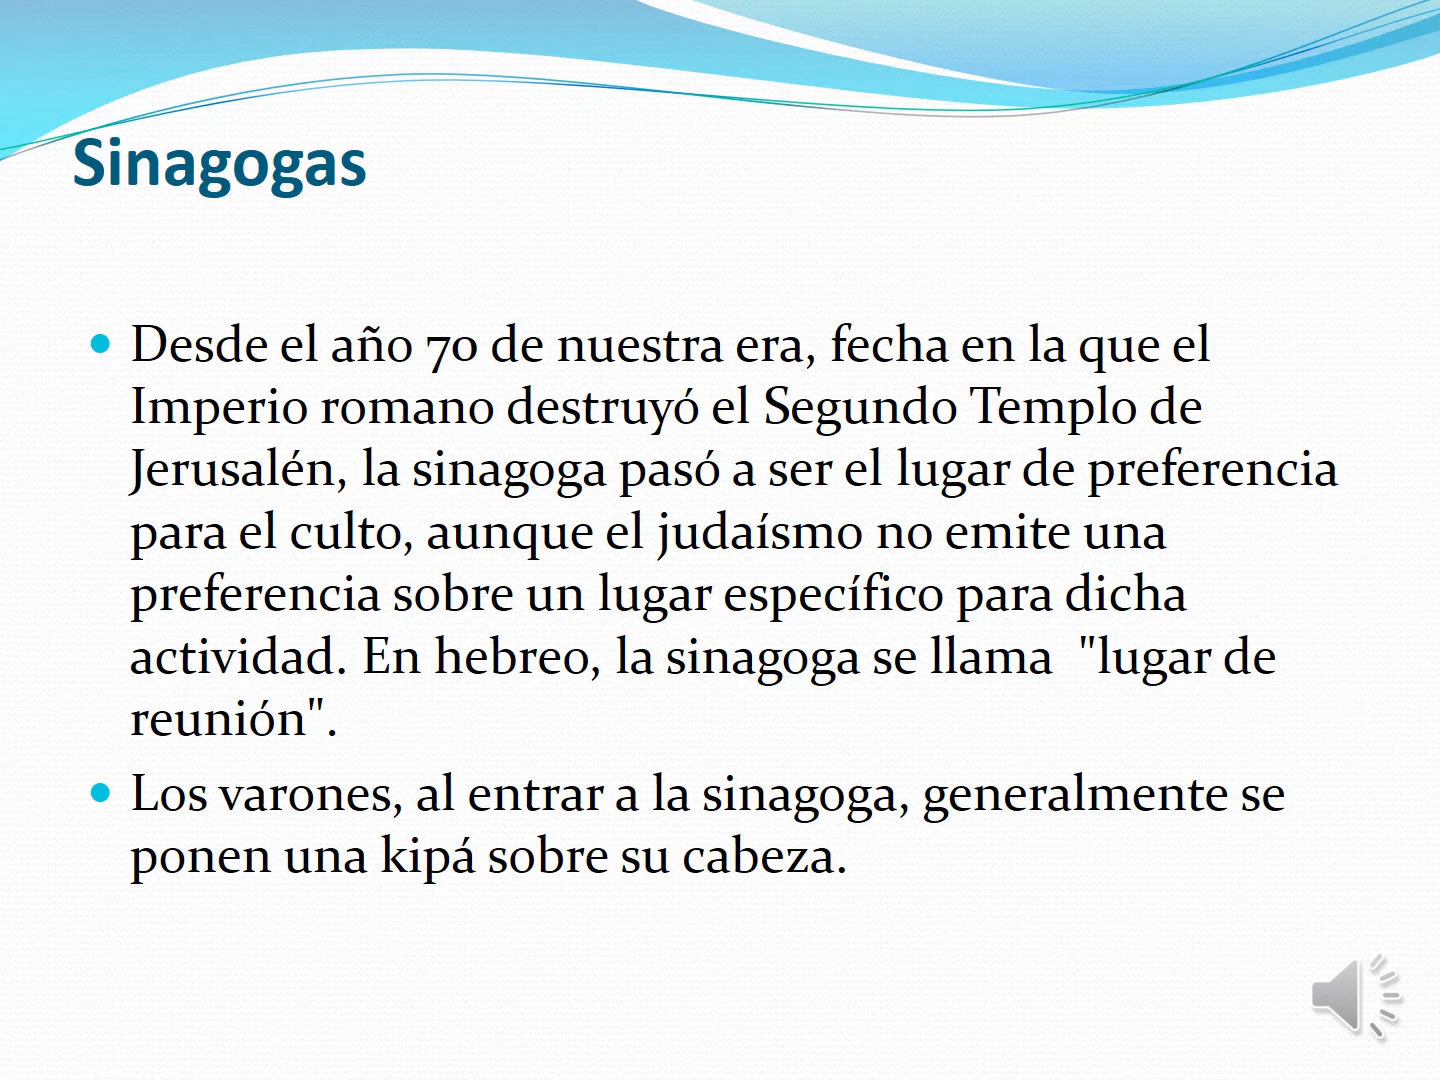 Sinagogas
• Desde el año 70 de nuestra era, fecha en la que el
Imperio romano destruyó el Segundo Templo de
Jerusalén, la sinagoga pasó a ser el lugar de preferencia
para el culto, aunque el judaísmo no emite una
preferencia sobre un lugar específico para dicha
actividad. En hebreo, la sinagoga se llama  "lugar de
reunión".
• Los varones, al entrar a la sinagoga, generalmente se
ponen una kipá sobre su cabeza.